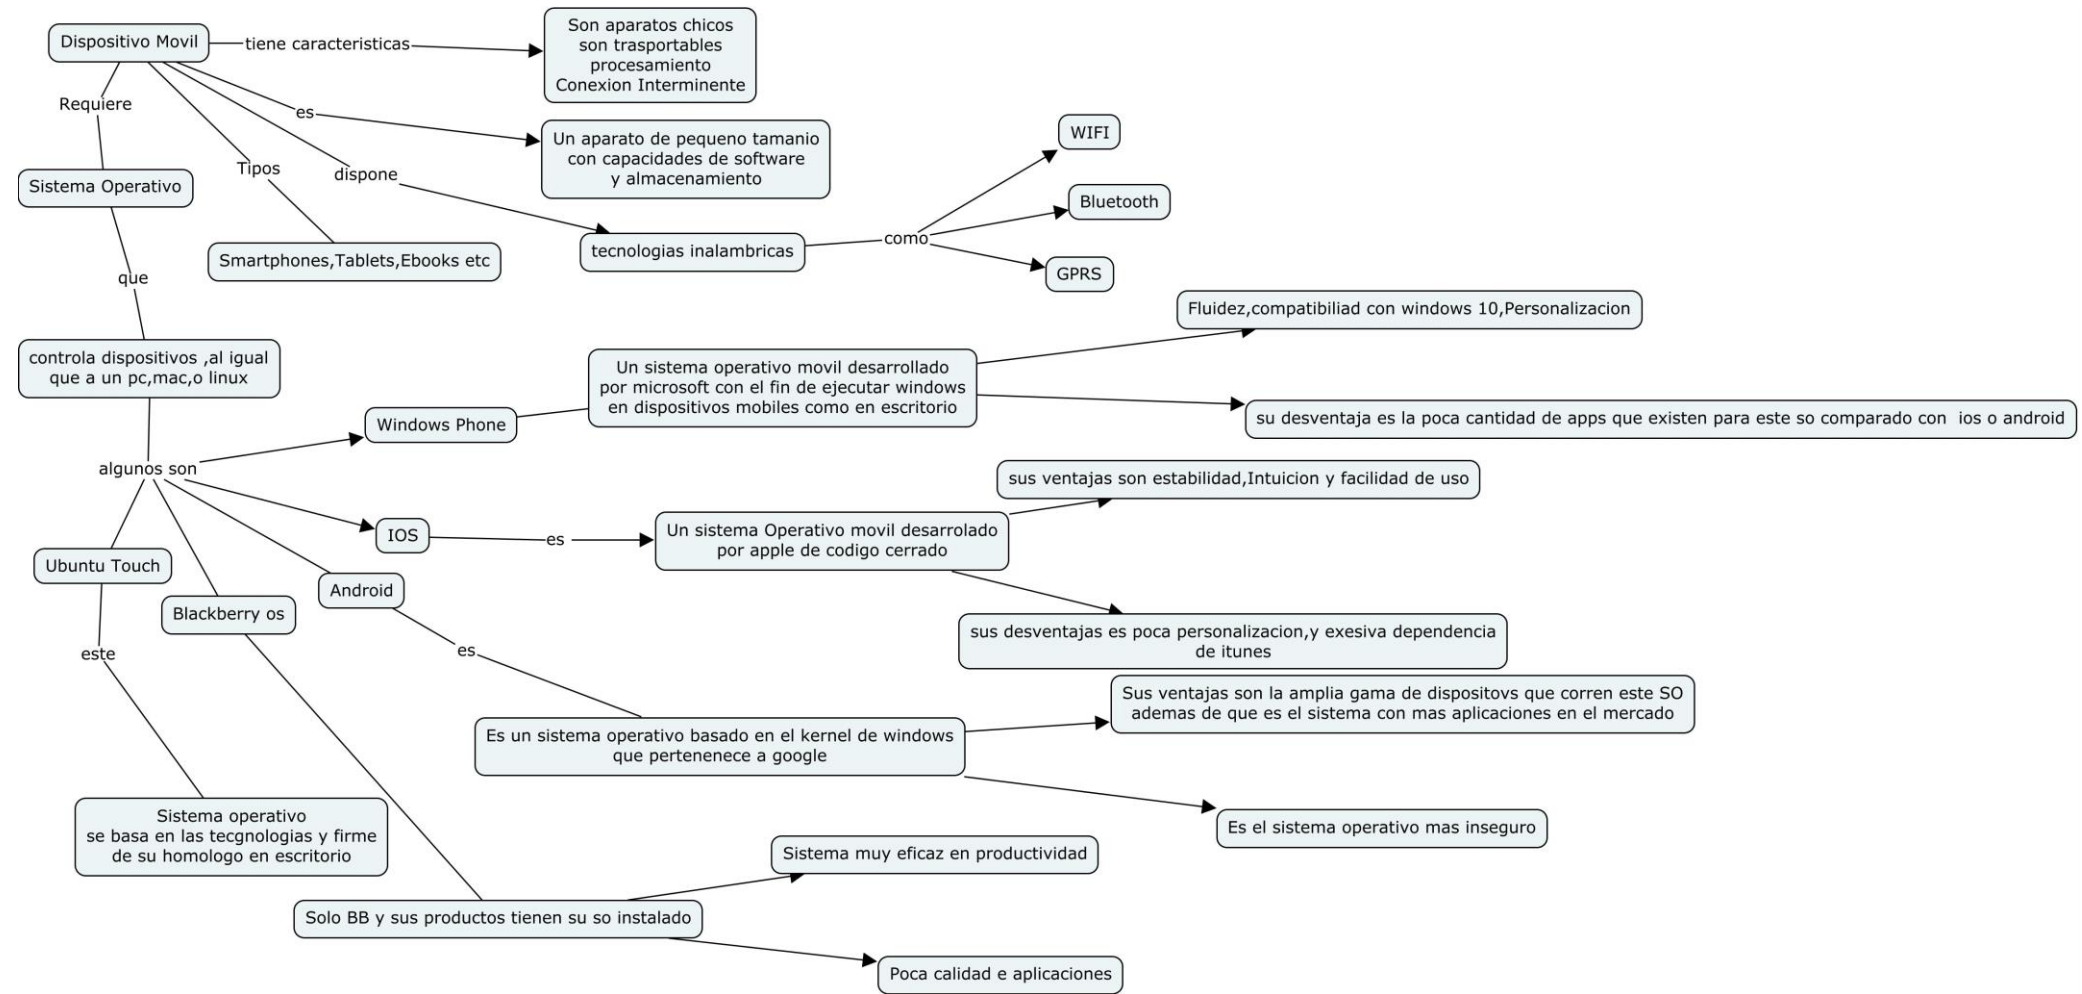 Dispositivo Movil
tiene caracteristicas
Son aparatos chicos
son trasportables
procesamiento
Conexion Interminente
Requiere
es
Un aparato de pequeno tamanio
con capacidades de software
y almacenamiento
WIFI
Tipos
dispone
Sistema Operativo
Bluetooth
como
tecnologias inalambricas
Smartphones,Tablets,Ebooks etc
GPRS
que
Fluidez,compatibiliad con windows 10,Personalizacion
controla dispositivos ,al igual
que a un pc,mac,o linux
Un sistema operativo movil desarrollado
por microsoft con el fin de ejecutar windows
en dispositivos mobiles como en escritorio
Windows Phone
su desventaja es la poca cantidad de apps que existen para este so comparado con  ios o android
algunos son
sus ventajas son estabilidad,Intuicion y facilidad de uso
IOS
es
Un sistema Operativo movil desarrolado
por apple de codigo cerrado
Ubuntu Touch
Android
Blackberry os
sus desventajas es poca personalizacion,y exesiva dependencia
de itunes
este
es
Sus ventajas son la amplia gama de dispositovs que corren este SO
ademas de que es el sistema con mas aplicaciones en el mercado
Es un sistema operativo basado en el kernel de windows
que pertenenece a google
Sistema operativo
se basa en las tecgnologias y firme
de su homologo en escritorio
Es el sistema operativo mas inseguro
Sistema muy eficaz en productividad
Solo BB y sus productos tienen su so instalado
Poca calidad e aplicaciones